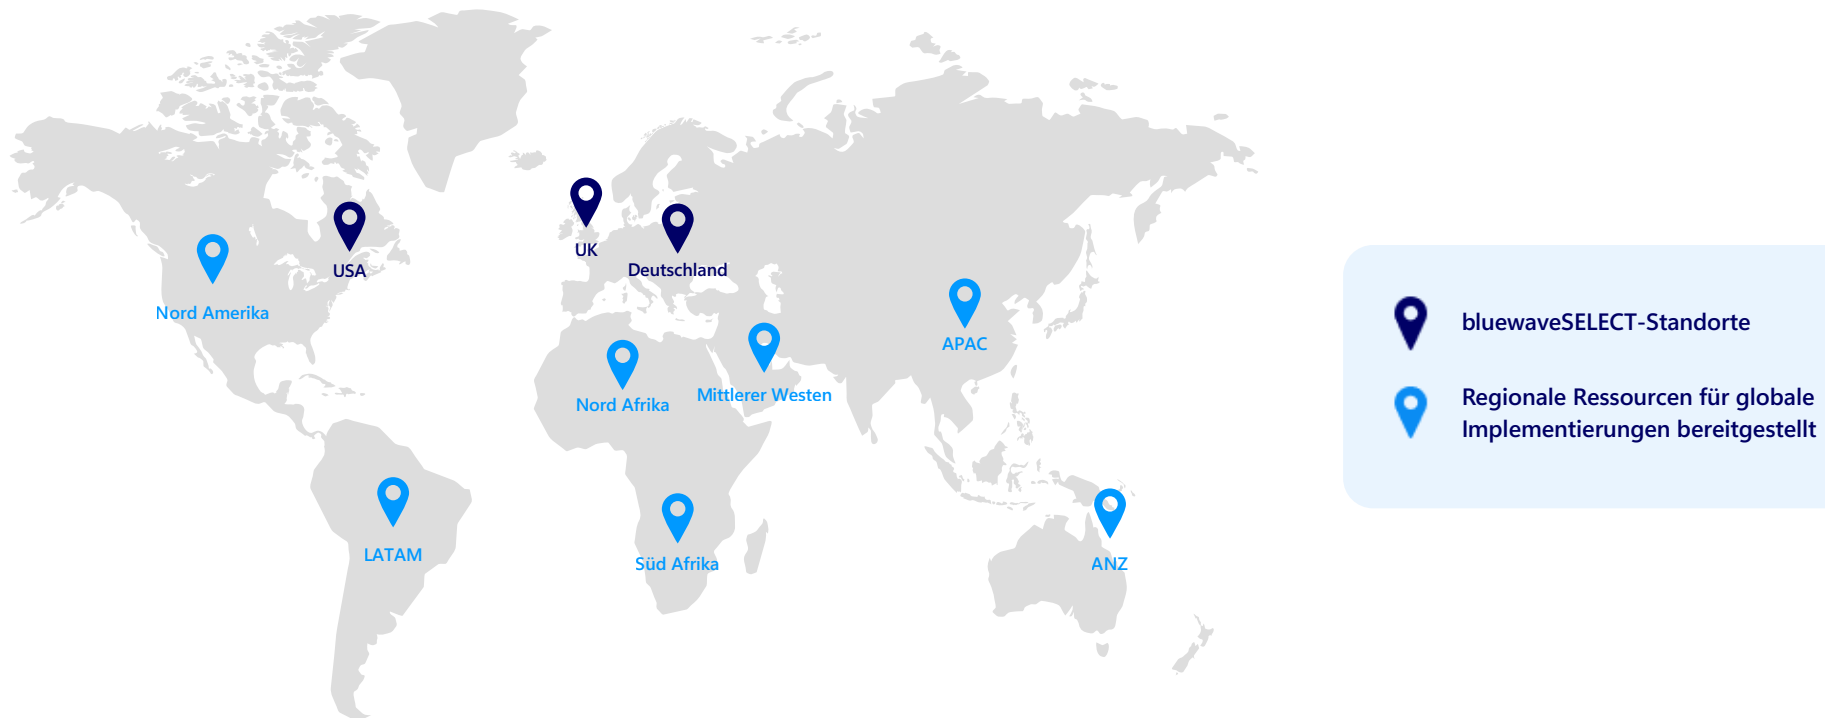 UK
USA
Deutschland
Nord Amerika
APAC
Mittlerer Westen
Nord Afrika
LATAM
Süd Afrika
ANZ
bluewaveSELECT-Standorte
Regionale Ressourcen für globale
Implementierungen bereitgestellt